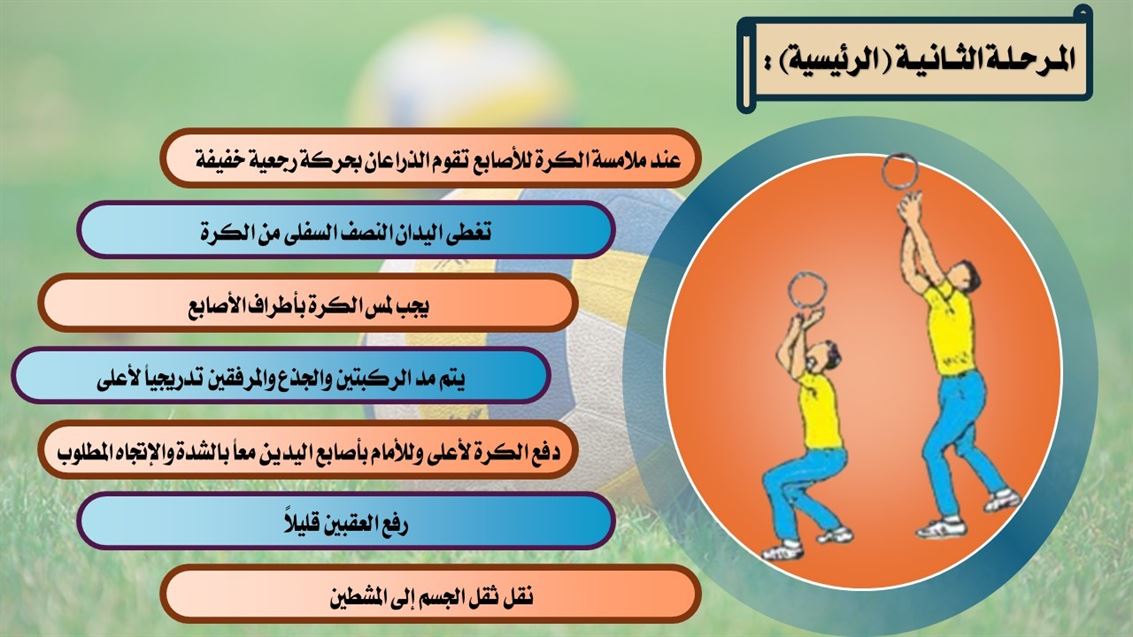 المرحلة الثانية (الرئيسية) :
عند ملامسة الكرة للأصابع تقوم الذراعان بحركة رجعية خفيفة
تغطى اليدان النصف السفلى من الكرة
يجب لمس الكرة بأطراف الأصابع
يتم مد الركبتين والجذع والمرفقين تدريجيأ لأعلى
دفع الكرة لأعلى وللأمام بأصابع اليدين معأ بالشدة والإتجاه المطلوب
رفع العقبين قليلاً
نقل ثقل الجسم إلى المشطين